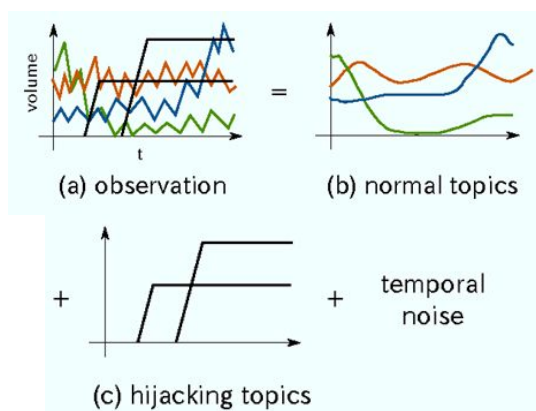 volume
t
=
(a) observation
(b) normal topics
+
+
temporal
noise
(c) hijacking topics